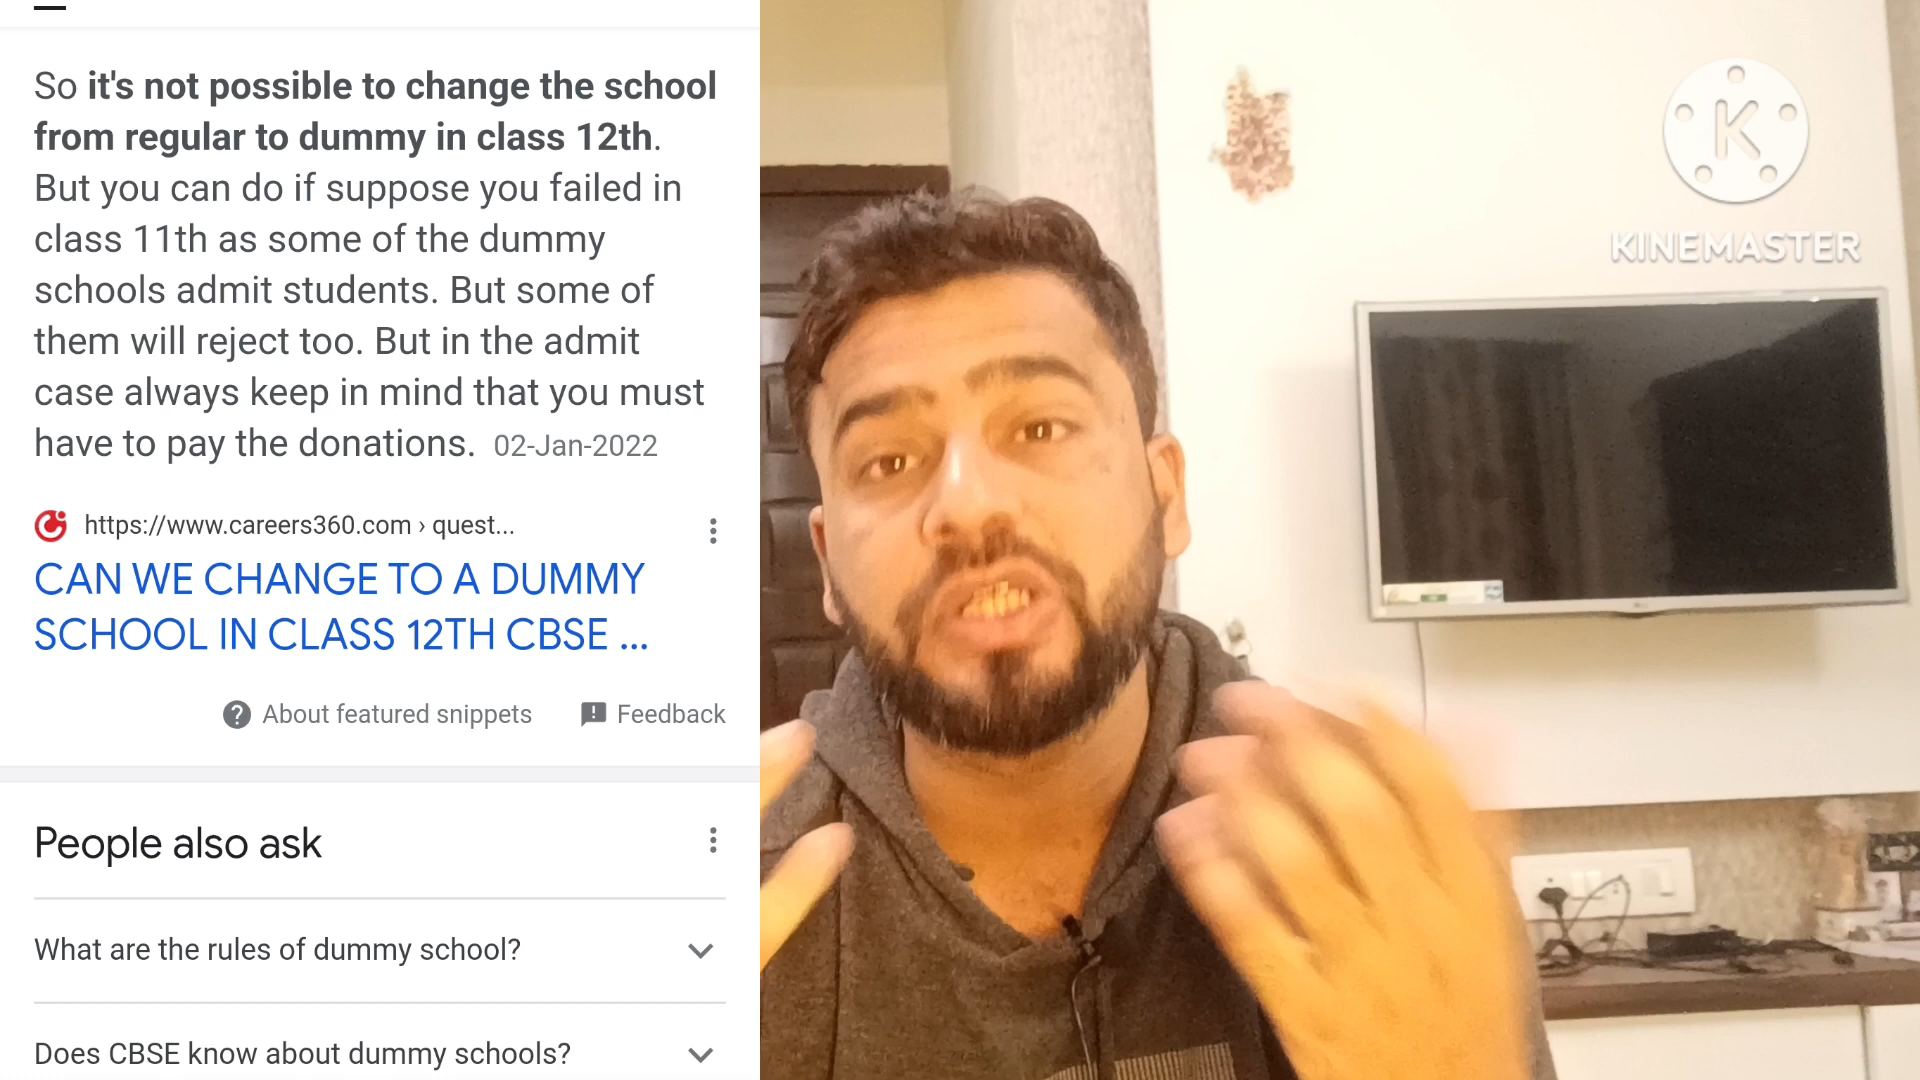 So it's not possible to change the school
from regular to dummy in class 12th.
But you can do if suppose you failed in
class 11th as some of the dummy
schools admit students. But some of
them will reject too. But in the admit
case always keep in mind that you must
have to pay the donations. 02-Jan-2022
https://www.careers360.com › quest...
CAN WE CHANGE TO A DUMMY
SCHOOL IN CLASS 12TH CBSE ...
About featured snippets Feedback
People also ask
What are the rules of dummy school?
Does CBSE know about dummy schools?
K
KINEMASTER